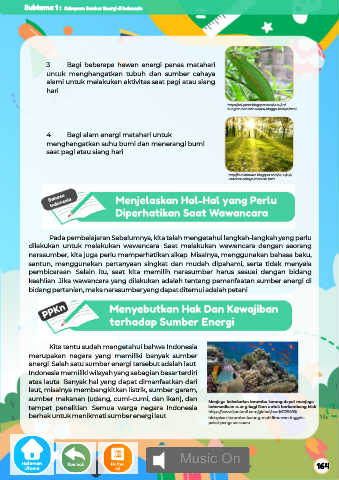 Subtema 1 : Kekayaan Sumber Energi di Indonesia
3 Bagi beberapa hewan energi panas matahari
untuk menghangatkan tubuh dan sumber cahaya
alami untuk melakukan aktivitas saat pagi atau siang
hari
4 Bagi alam energi matahari untuk
menghangatkan suhu bumi dan menerangi bumi
saat pagi atau siang hari
Bahasa
Indonesia
Menjelaskan Hal-Hal yang Perlu
Diperhatikan Saat Wawancara
Pada pembelajaran Sebelumnya, kita telah mengetahui langkah-langkah yang perlu
dilakukan untuk melakukan wawancara Saat melakukan wawancara dengan seorang
narasumber, kita juga perlu memperhatikan sikap Misalnya, menggunakan bahasa baku,
santun, menggunakan pertanyaan singkat dan mudah dipahami, serta tidak menyela
pembicaraan Selain itu, saat kita memilih narasumber harus sesuai dengan bidang
keahlian Jika wawancara yang dilakukan adalah tentang pemanfaatan sumber energi di
bidang pertanian, maka narasumber yang dapat ditemui adalah petani
PPKn
Menyebutkan Hak Dan Kewajiban
terhadap Sumber Energi
Kita tentu sudah mengetahui bahwa Indonesia
merupakan negara yang memiliki banyak sumber
energi Salah satu sumber energi tersebut adalah laut
Indonesia memiliki wilayah yang sebagian besar terdiri
atas lauta Banyak hal yang dapat dimanfaatkan dari
laut, misalnya membangkitkan listrik, sumber garam,
sumber makanan (udang, cumi-cumi, dan ikan), dan
tempat penelitian Semua warga negara Indonesia
berhak untuk menikmati sumber energi laut
Halaman
Utama
Music On
164